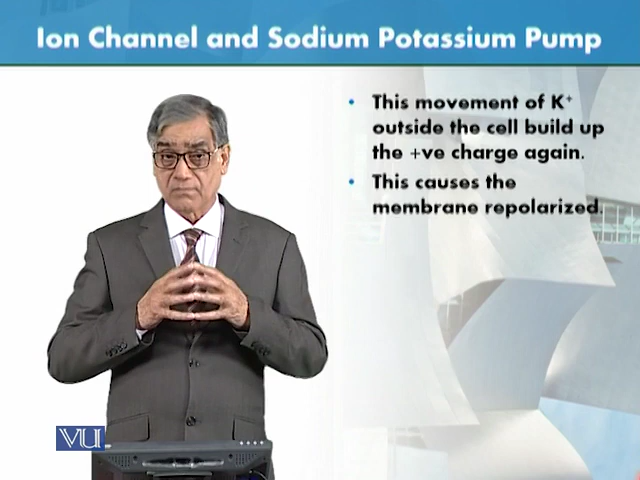 Ion Channel and Sodium Potassium Pump
• This movement of K⁺
outside the cell build up
the +ve charge again.
• This causes the
membrane repolarized.
VU